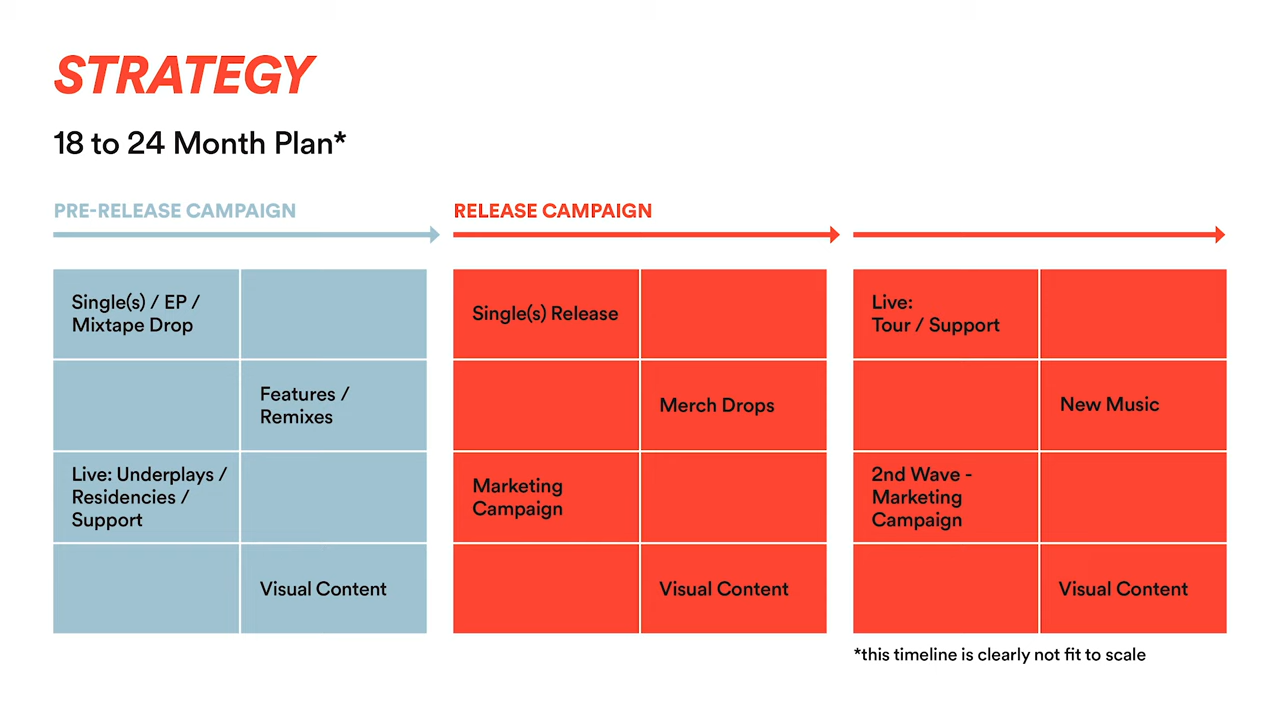 STRATEGY
18 to 24 Month Plan*
PRE-RELEASE CAMPAIGN
Single(s) / EP /
Mixtape Drop
Features /
Remixes
Live: Underplays /
Residencies /
Support
Visual Content
RELEASE CAMPAIGN
Single(s) Release
Merch Drops
Marketing
Campaign
Visual Content
Live:
Tour / Support
New Music
2nd Wave -
Marketing
Campaign
Visual Content
*this timeline is clearly not fit to scale